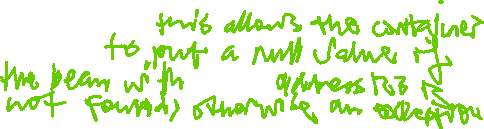 this allows the container
to put a null value if
the bean with address 123 is
not found, otherwise an exception